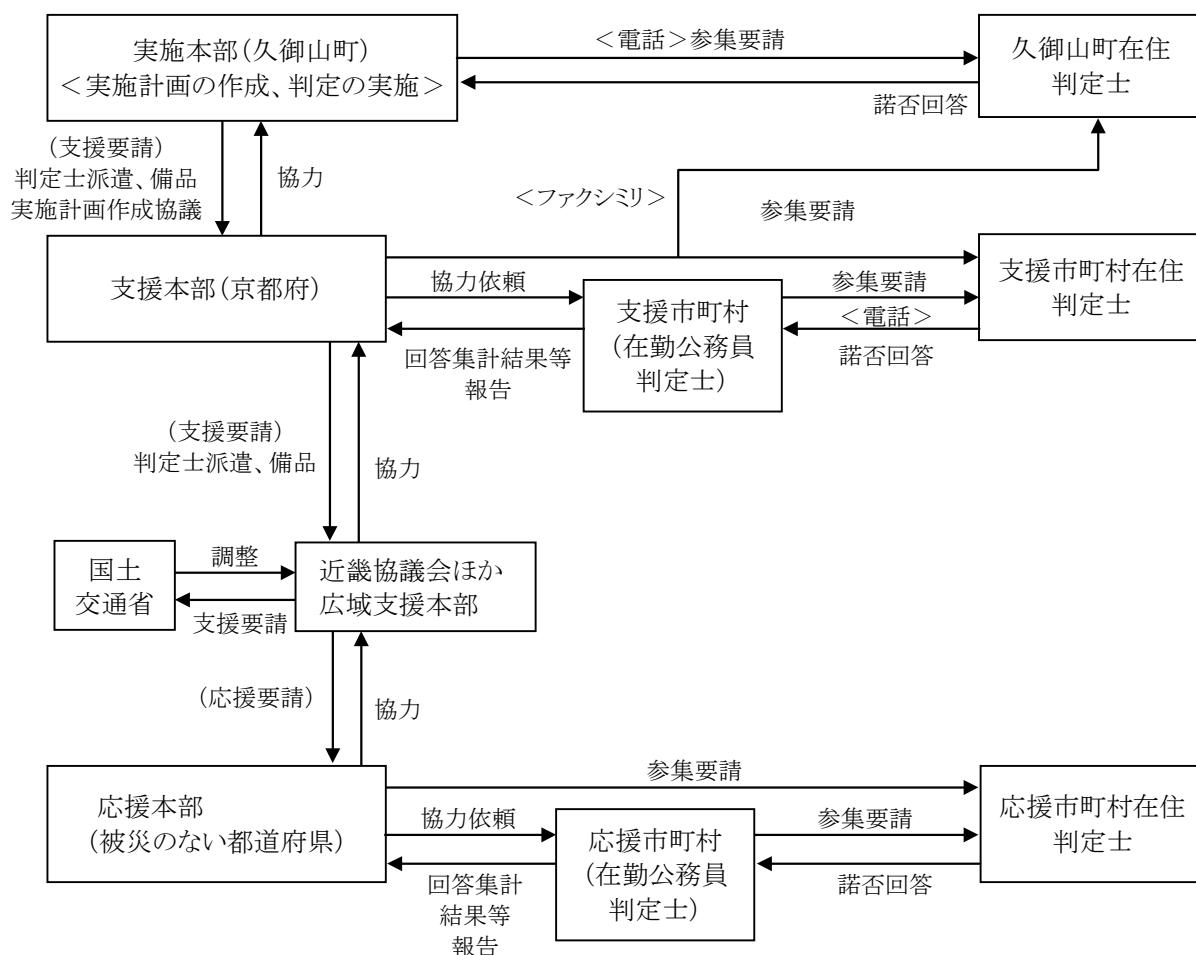 実施本部(久御山町)
＜実施計画の作成、判定の実施＞
＜電話＞参集要請
諾否回答
久御山町在住
判定士
(支援要請)
判定士派遣、備品
実施計画作成協議
協力
＜ファクシミリ＞
参集要請
支援本部(京都府)
協力依頼
回答集計結果等
報告
支援市町村
(在勤公務員
判定士)
参集要請
＜電話＞
諾否回答
支援市町村在住
判定士
(支援要請)
判定士派遣、備品
協力
国土
交通省
調整
支援要請
近畿協議会ほか
広域支援本部
(応援要請)
協力
応援本部
(被災のない都道府県)
参集要請
協力依頼
回答集計
結果等
報告
応援市町村
(在勤公務員
判定士)
参集要請
諾否回答
応援市町村在住
判定士